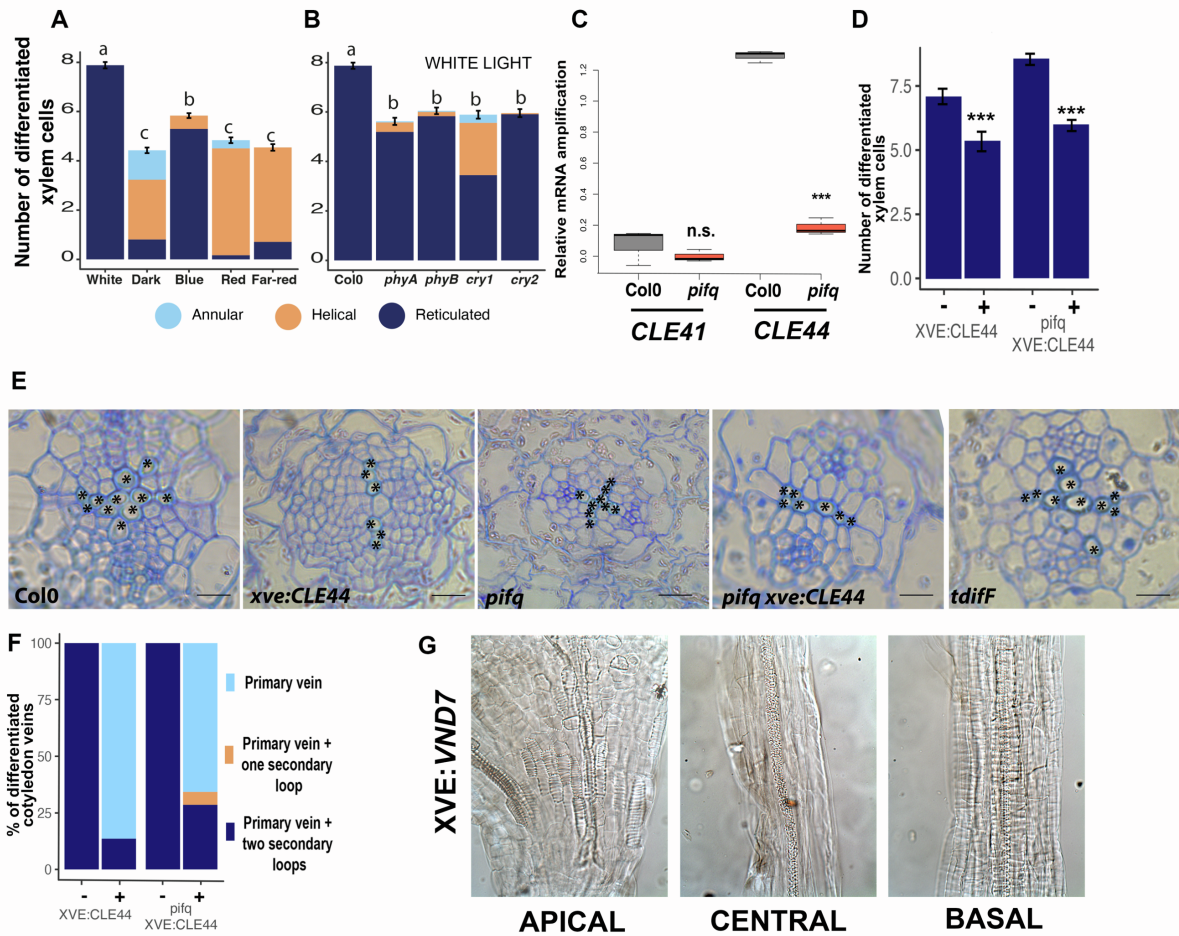 A
Number of differentiated
xylem cells
8
6
4
2
0
a
c
b
c
c
White Dark Blue Red Far-red
B
WHITE LIGHT
8
6
4
2
0
a
b
b
b
b
Col0 phyA phyB cry1 cry2
Annular Helical Reticulated
C
Relative mRNA amplification
1.2
1.0
0.8
0.6
0.4
0.2
0.0
n.s.
***
Col0 pifq Col0 pifq
CLE41 CLE44
D
Number of differentiated
xylem cells
7.5
5.0
2.5
0.0
***
***
- + - +
XVE:CLE44
pifq
XVE:CLE44
E
* * * * * * * * * *
* * * * * *
* * * * * * * * *
* * * * * * * *
* * * * * * * * * *
Col0
xve:CLE44
pifq
pifq xve:CLE44
tdifF
F
% of differentiated
cotyledon veins
100
75
50
25
0
- + - +
XVE:CLE44
pifq
XVE:CLE44
Primary vein
Primary vein +
one secondary
loop
Primary vein +
two secondary
loops
G
XVE:VND7
APICAL CENTRAL BASAL